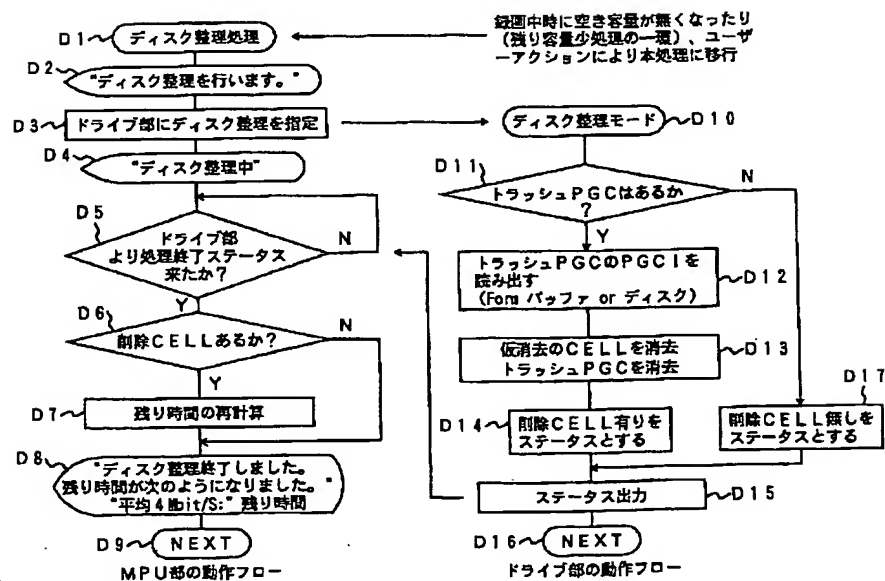 録画中時に空き容量が無くなったり
(残り容量少処理の一環)、ユーザ
ーアクションにより本処理に移行
D1
ディスク整理処理
D2
"ディスク整理を行います。"
D3
ドライブ部にディスク整理を指定
D4
"ディスク整理中"
D5
ドライブ部
より処理終了ステータス
来たか?
N
Y
D6
削除CELLあるか?
N
Y
D7
残り時間の再計算
D8
"ディスク整理終了しました。
残り時間が次のようになりました。"
"平均4Mbit/S:"残り時間
D9
NEXT
MPU部の動作フロー
ディスク整理モード
D10
D11
トラッシュPGCはあるか
?
N
Y
トラッシュPGCのPGCIを
読み出す
(Form バッファ or ディスク)
D12
仮消去のCELLを消去
トラッシュPGCを消去
D13
D14
削除CELL有りを
ステータスとする
D17
削除CELL無しを
ステータスとする
ステータス出力
D15
D16
NEXT
ドライブ部の動作フロー